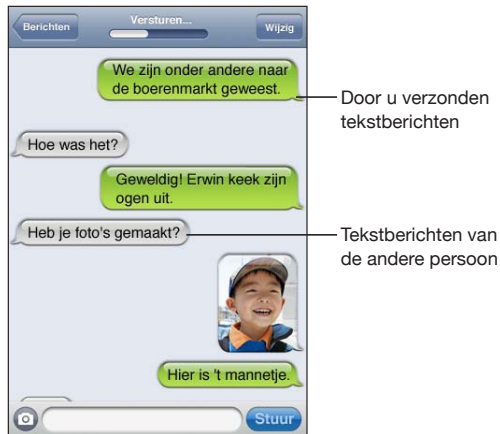 Berichten
Versturen...
Wijzig
We zijn onder andere naar
de boerenmarkt geweest.
Door u verzonden
tekstberichten
Hoe was het?
Geweldig! Erwin keek zijn
ogen uit.
Heb je foto's gemaakt?
Tekstberichten van
de andere persoon
Hier is 't mannetje.
Stuur